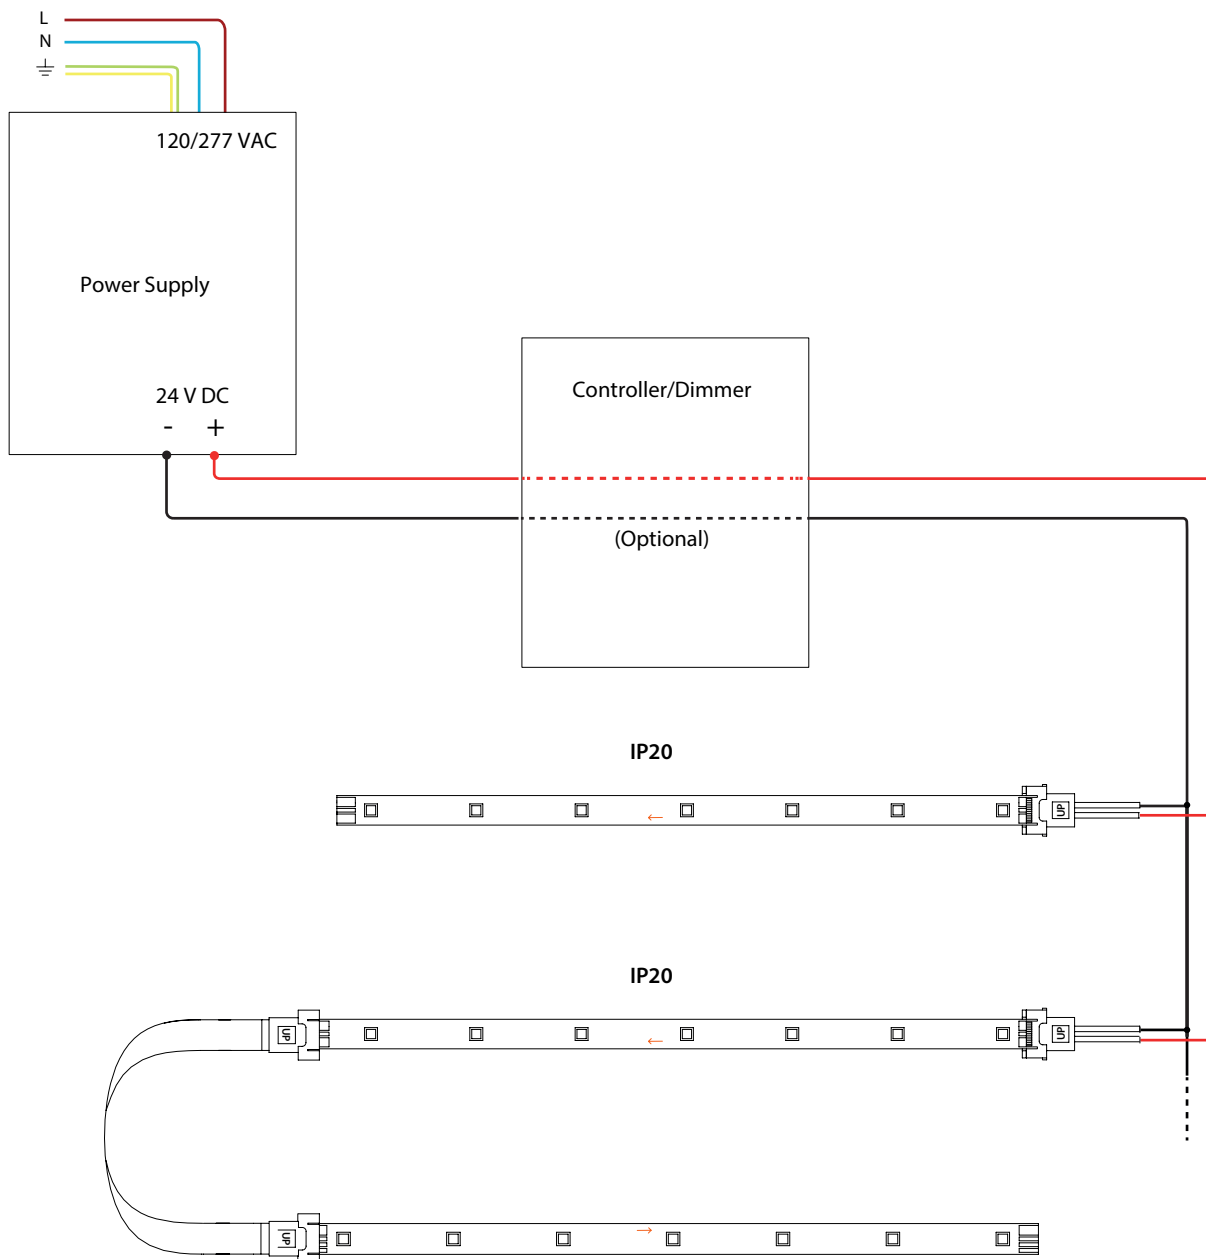 L
N
120/277 VAC
Power Supply
24 V DC
- +
Controller/Dimmer
(Optional)
IP20
UP
IP20
UP UP
UP